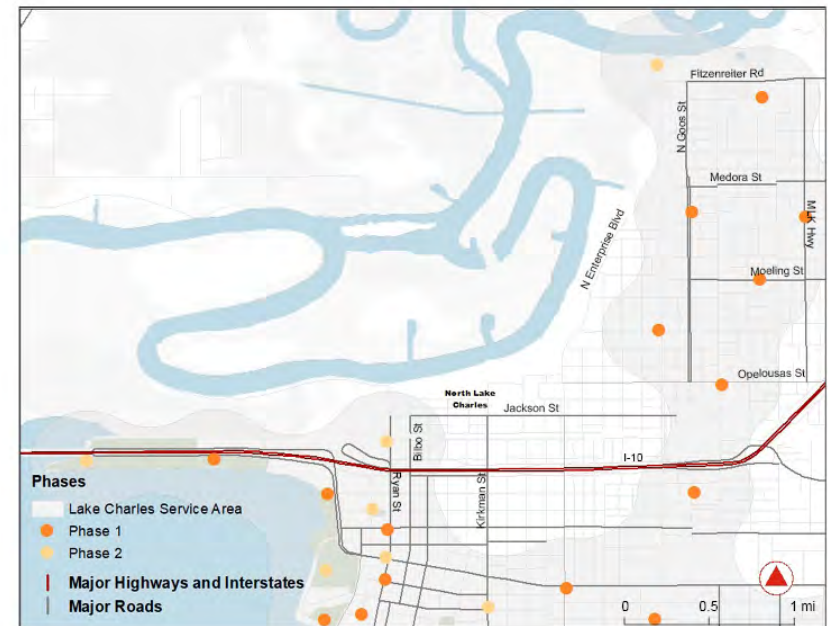 Fitzenreiter Rd
N Goos St
Medora St
MLK Hwy
N Enterprise Blvd
Moeling St
Opelousas St
North Lake
Charles
Jackson St
Bilbo St
I-10
Ryan St
Kirkman St
Phases
Lake Charles Service Area
Phase 1
Phase 2
Major Highways and Interstates
Major Roads
0 0.5 1 mi